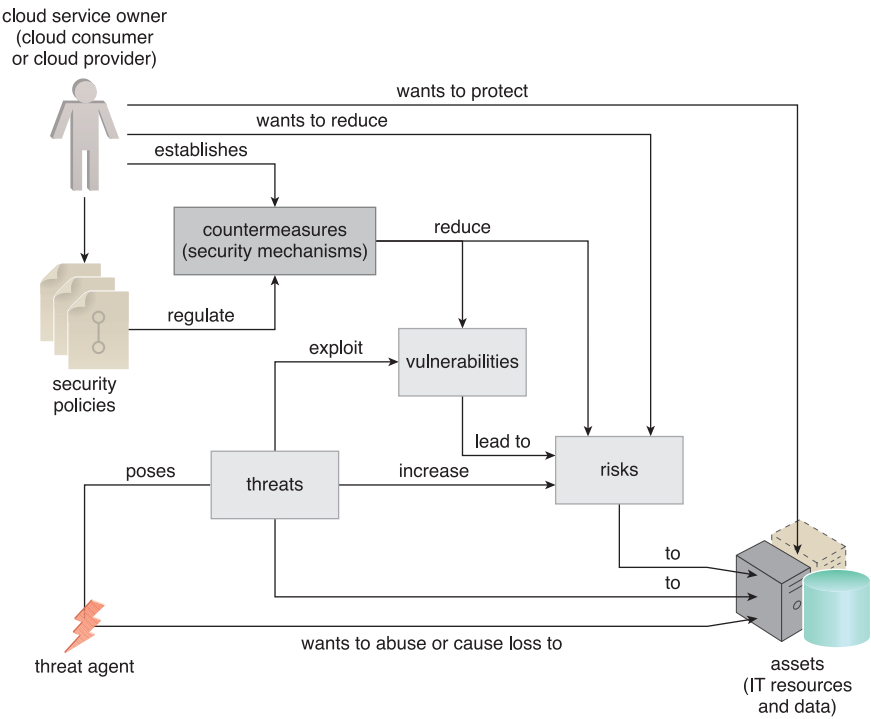 cloud service owner
(cloud consumer
or cloud provider)
wants to protect
wants to reduce
establishes
countermeasures
(security mechanisms)
reduce
regulate
security
policies
exploit
vulnerabilities
lead to
poses
threats
increase
risks
to
to
threat agent
wants to abuse or cause loss to
assets
(IT resources
and data)